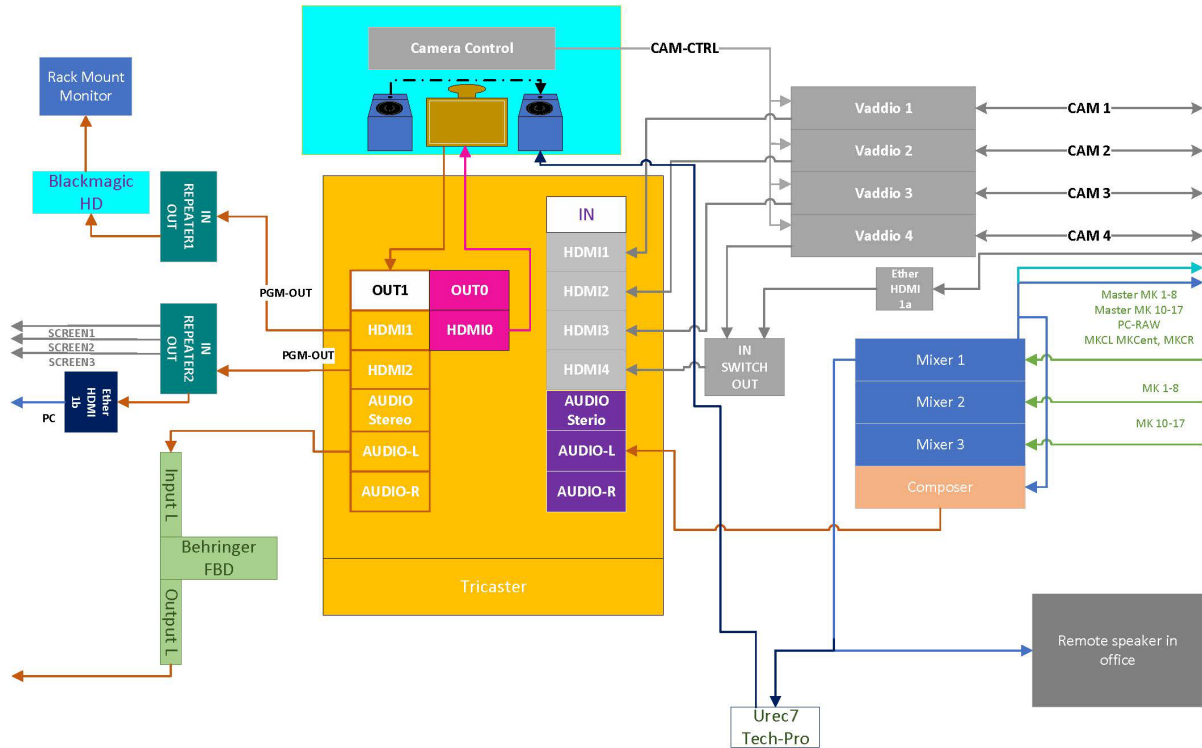 Camera Control
CAM-CTRL
Rack Mount
Monitor
Blackmagic
HD
IN
REPEATER1
OUT
PGM-OUT
SCREEN1
SCREEN2
SCREEN3
IN
REPEATER2
OUT
PGM-OUT
Ether
HDMI
1b
PC
Input L
Behringer
FBD
Output L
OUT1
OUT0
HDMI1
HDMI0
HDMI2
AUDIO
Stereo
AUDIO-L
AUDIO-R
IN
HDMI1
HDMI2
HDMI3
HDMI4
AUDIO
Sterio
AUDIO-L
AUDIO-R
Tricaster
Vaddio 1
Vaddio 2
Vaddio 3
Vaddio 4
CAM 1
CAM 2
CAM 3
CAM 4
Ether
HDMI
1a
IN
SWITCH
OUT
Master MK 1-8
Master MK 10-17
PC-RAW
MKCL MKCent, MKCR
MK 1-8
MK 10-17
Mixer 1
Mixer 2
Mixer 3
Composer
Remote speaker in
office
Urec7
Tech-Pro